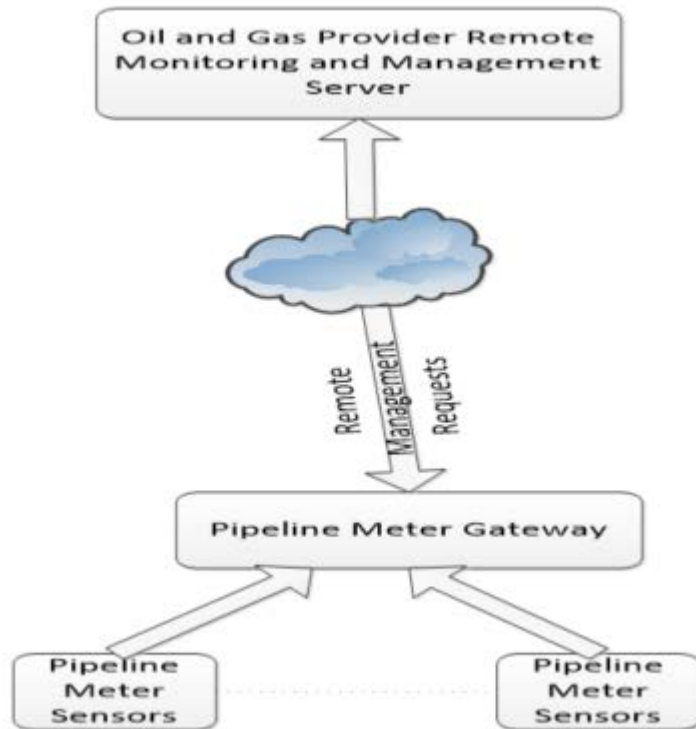 Oil and Gas Provider Remote
Monitoring and Management
Server
Remote
Management
Requests
Pipeline Meter Gateway
Pipeline
Meter
Sensors
Pipeline
Meter
Sensors